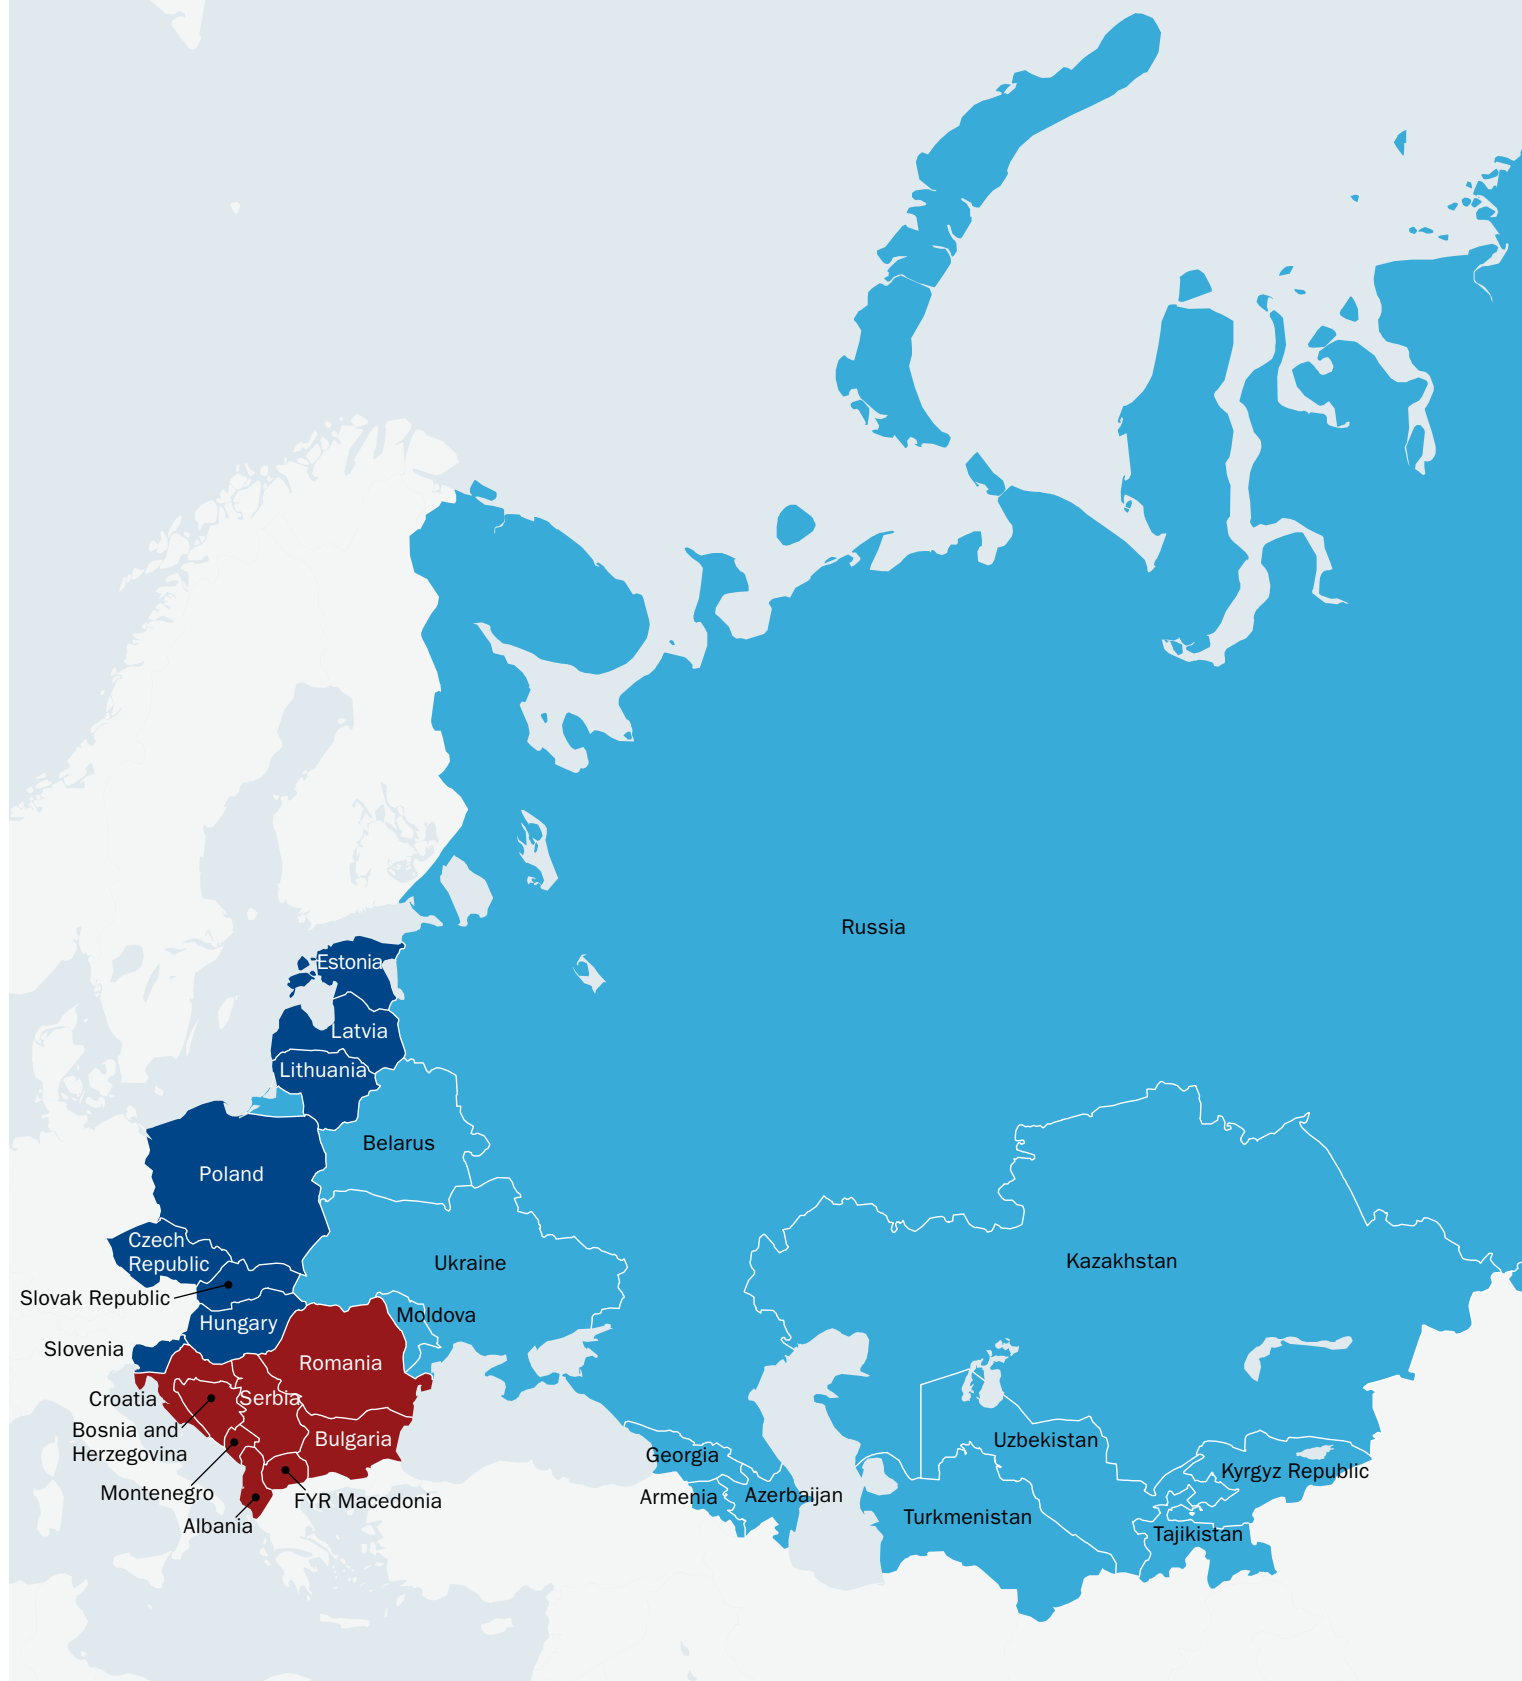 Russia
Estonia
Latvia
Lithuania
Belarus
Poland
Czech
Republic
Ukraine
Kazakhstan
Slovak Republic
Moldova
Hungary
Slovenia
Romania
Croatia
Serbia
Bosnia and
Herzegovina
Bulgaria
Uzbekistan
Georgia
Kyrgyz Republic
Montenegro
FYR Macedonia
Armenia
Azerbaijan
Turkmenistan
Albania
Tajikistan